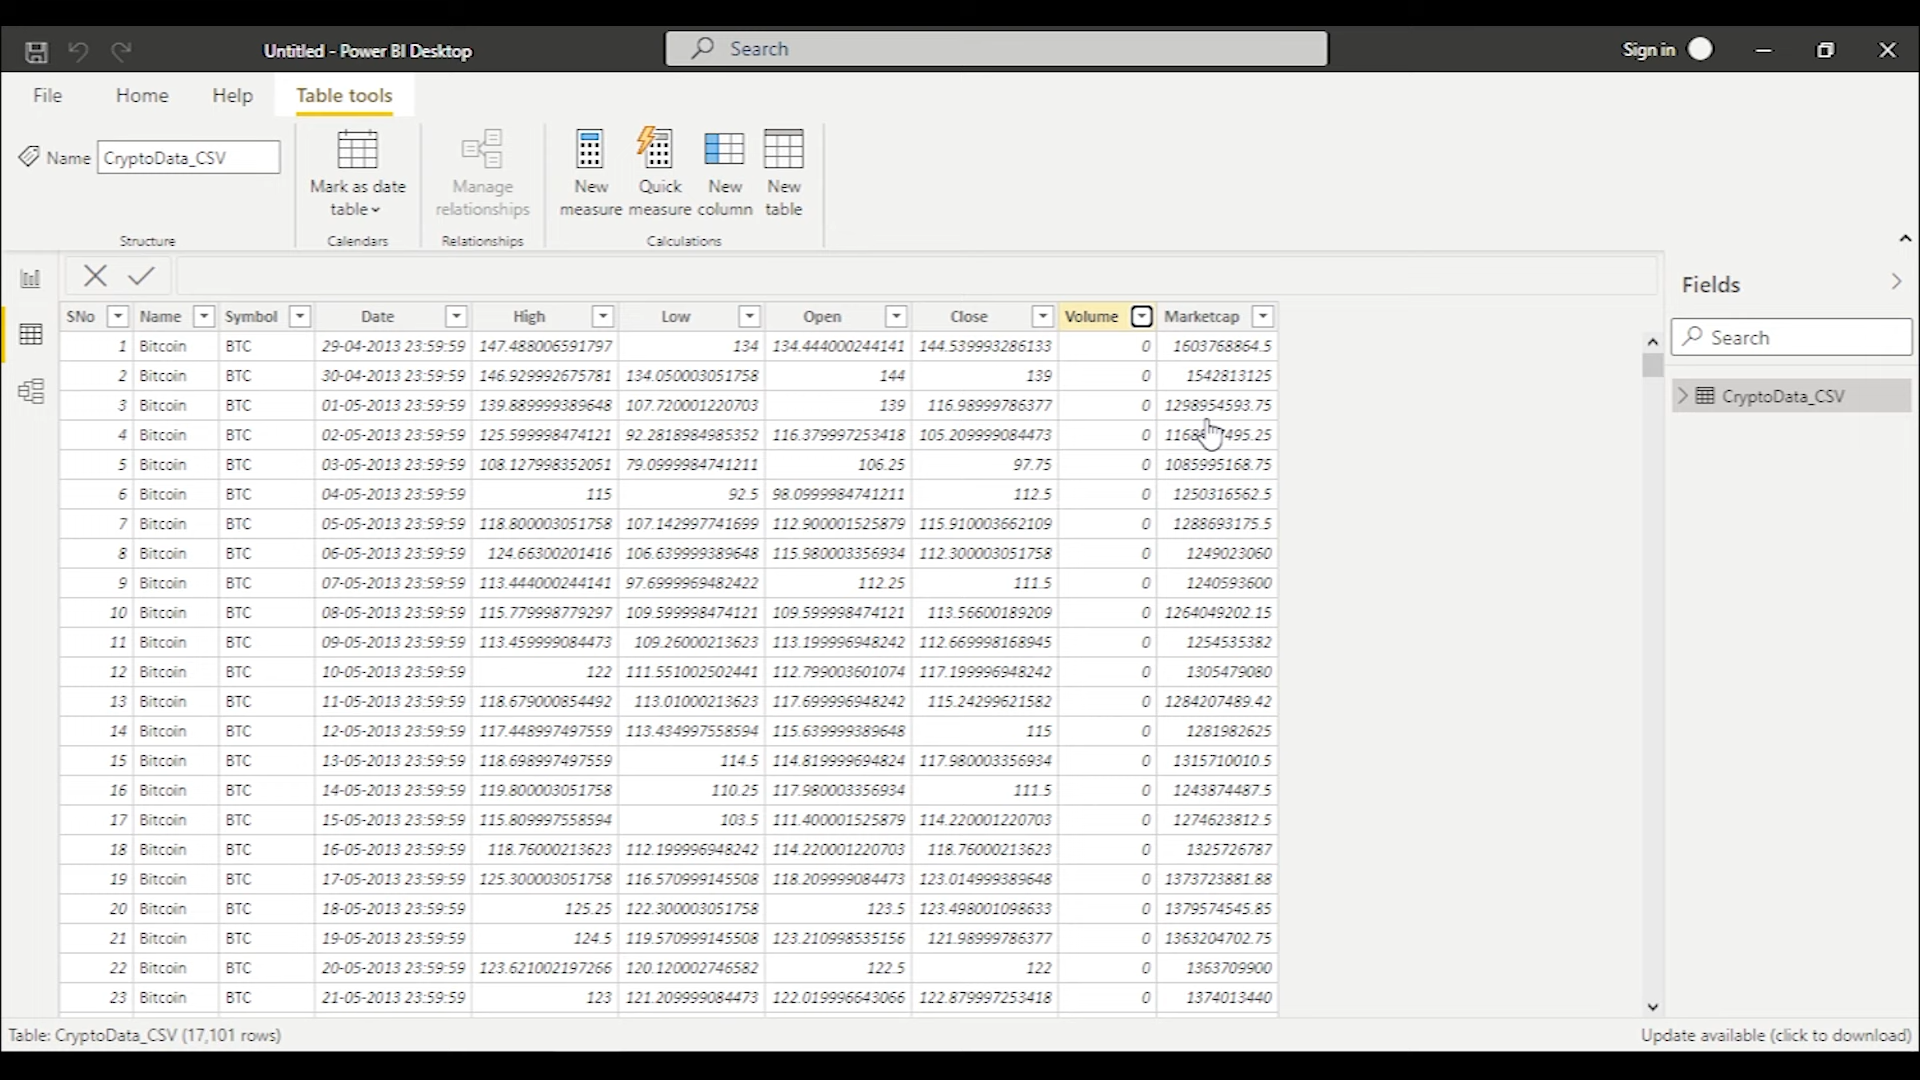 Untitled - Power BI Desktop
Search
Sign in
File Home Help Table tools
Name CryptoData_CSV
Mark as date table
Manage relationships
New measure
Quick measure
New column
New table
Structure Calendars Relationships Calculations
Fields
Search
CryptoData_CSV
SNo Name Symbol Date High Low Open Close Volume Marketcap
1 Bitcoin BTC 29-04-2013 23:59:59 147.488006591797 134 134.444000244141 144.539993286133 0 1603768864.5
2 Bitcoin BTC 30-04-2013 23:59:59 146.929992675781 134.050003051758 144 139 0 1542813125
3 Bitcoin BTC 01-05-2013 23:59:59 139.889999389648 107.720001220703 139 116.98999786377 0 1298954593.75
4 Bitcoin BTC 02-05-2013 23:59:59 125.599998474121 92.2818984985352 116.379997253418 105.209999084473 0
5 Bitcoin BTC 03-05-2013 23:59:59 108.127998352051 79.0999984741211 106.25 97.75 0 1085995168.75
6 Bitcoin BTC 04-05-2013 23:59:59 115 92.5 98.0999984741211 112.5 0 1250316562.5
7 Bitcoin BTC 05-05-2013 23:59:59 118.800003051758 107.142997741699 112.900001525879 115.910003662109 0 1288693175.5
8 Bitcoin BTC 06-05-2013 23:59:59 124.66300201416 106.639999389648 115.980003356934 112.300003051758 0 1249023060
9 Bitcoin BTC 07-05-2013 23:59:59 113.444000244141 97.6999969482422 112.25 111.5 0 1240593600
10 Bitcoin BTC 08-05-2013 23:59:59 115.779998779297 109.599998474121 109.599998474121 113.56600189209 0 1264049202.15
11 Bitcoin BTC 09-05-2013 23:59:59 113.459999084473 109.26000213623 113.199996948242 112.669998168945 0 1254535382
12 Bitcoin BTC 10-05-2013 23:59:59 122 111.551002502441 112.799003601074 117.199996948242 0 1305479080
13 Bitcoin BTC 11-05-2013 23:59:59 118.679000854492 113.01000213623 117.699996948242 115.24299621582 0 1284207489.42
14 Bitcoin BTC 12-05-2013 23:59:59 117.448997497559 113.434997558594 115.639999389648 115 0 1281982625
15 Bitcoin BTC 13-05-2013 23:59:59 118.698997497559 114.5 114.819999694824 117.980003356934 0 1315710010.5
16 Bitcoin BTC 14-05-2013 23:59:59 119.800003051758 110.25 117.980003356934 111.5 0 1243874487.5
17 Bitcoin BTC 15-05-2013 23:59:59 115.809997558594 103.5 111.400001525879 114.220001220703 0 1274623812.5
18 Bitcoin BTC 16-05-2013 23:59:59 118.76000213623 112.199996948242 114.220001220703 118.76000213623 0 1325726787
19 Bitcoin BTC 17-05-2013 23:59:59 125.300003051758 116.570999145508 118.209999084473 123.014999389648 0 1373723881.88
20 Bitcoin BTC 18-05-2013 23:59:59 125.25 122.300003051758 123.5 123.498001098633 0 1379574545.85
21 Bitcoin BTC 19-05-2013 23:59:59 124.5 119.570999145508 123.210998535156 121.98999786377 0 1363204702.75
22 Bitcoin BTC 20-05-2013 23:59:59 123.621002197266 120.120002746582 122.5 122 0 1363709900
23 Bitcoin BTC 21-05-2013 23:59:59 123 121.209999084473 122.019996643066 122.879997253418 0 1374013440
Table: CryptoData_CSV (17,101 rows)
Update available (click to download)